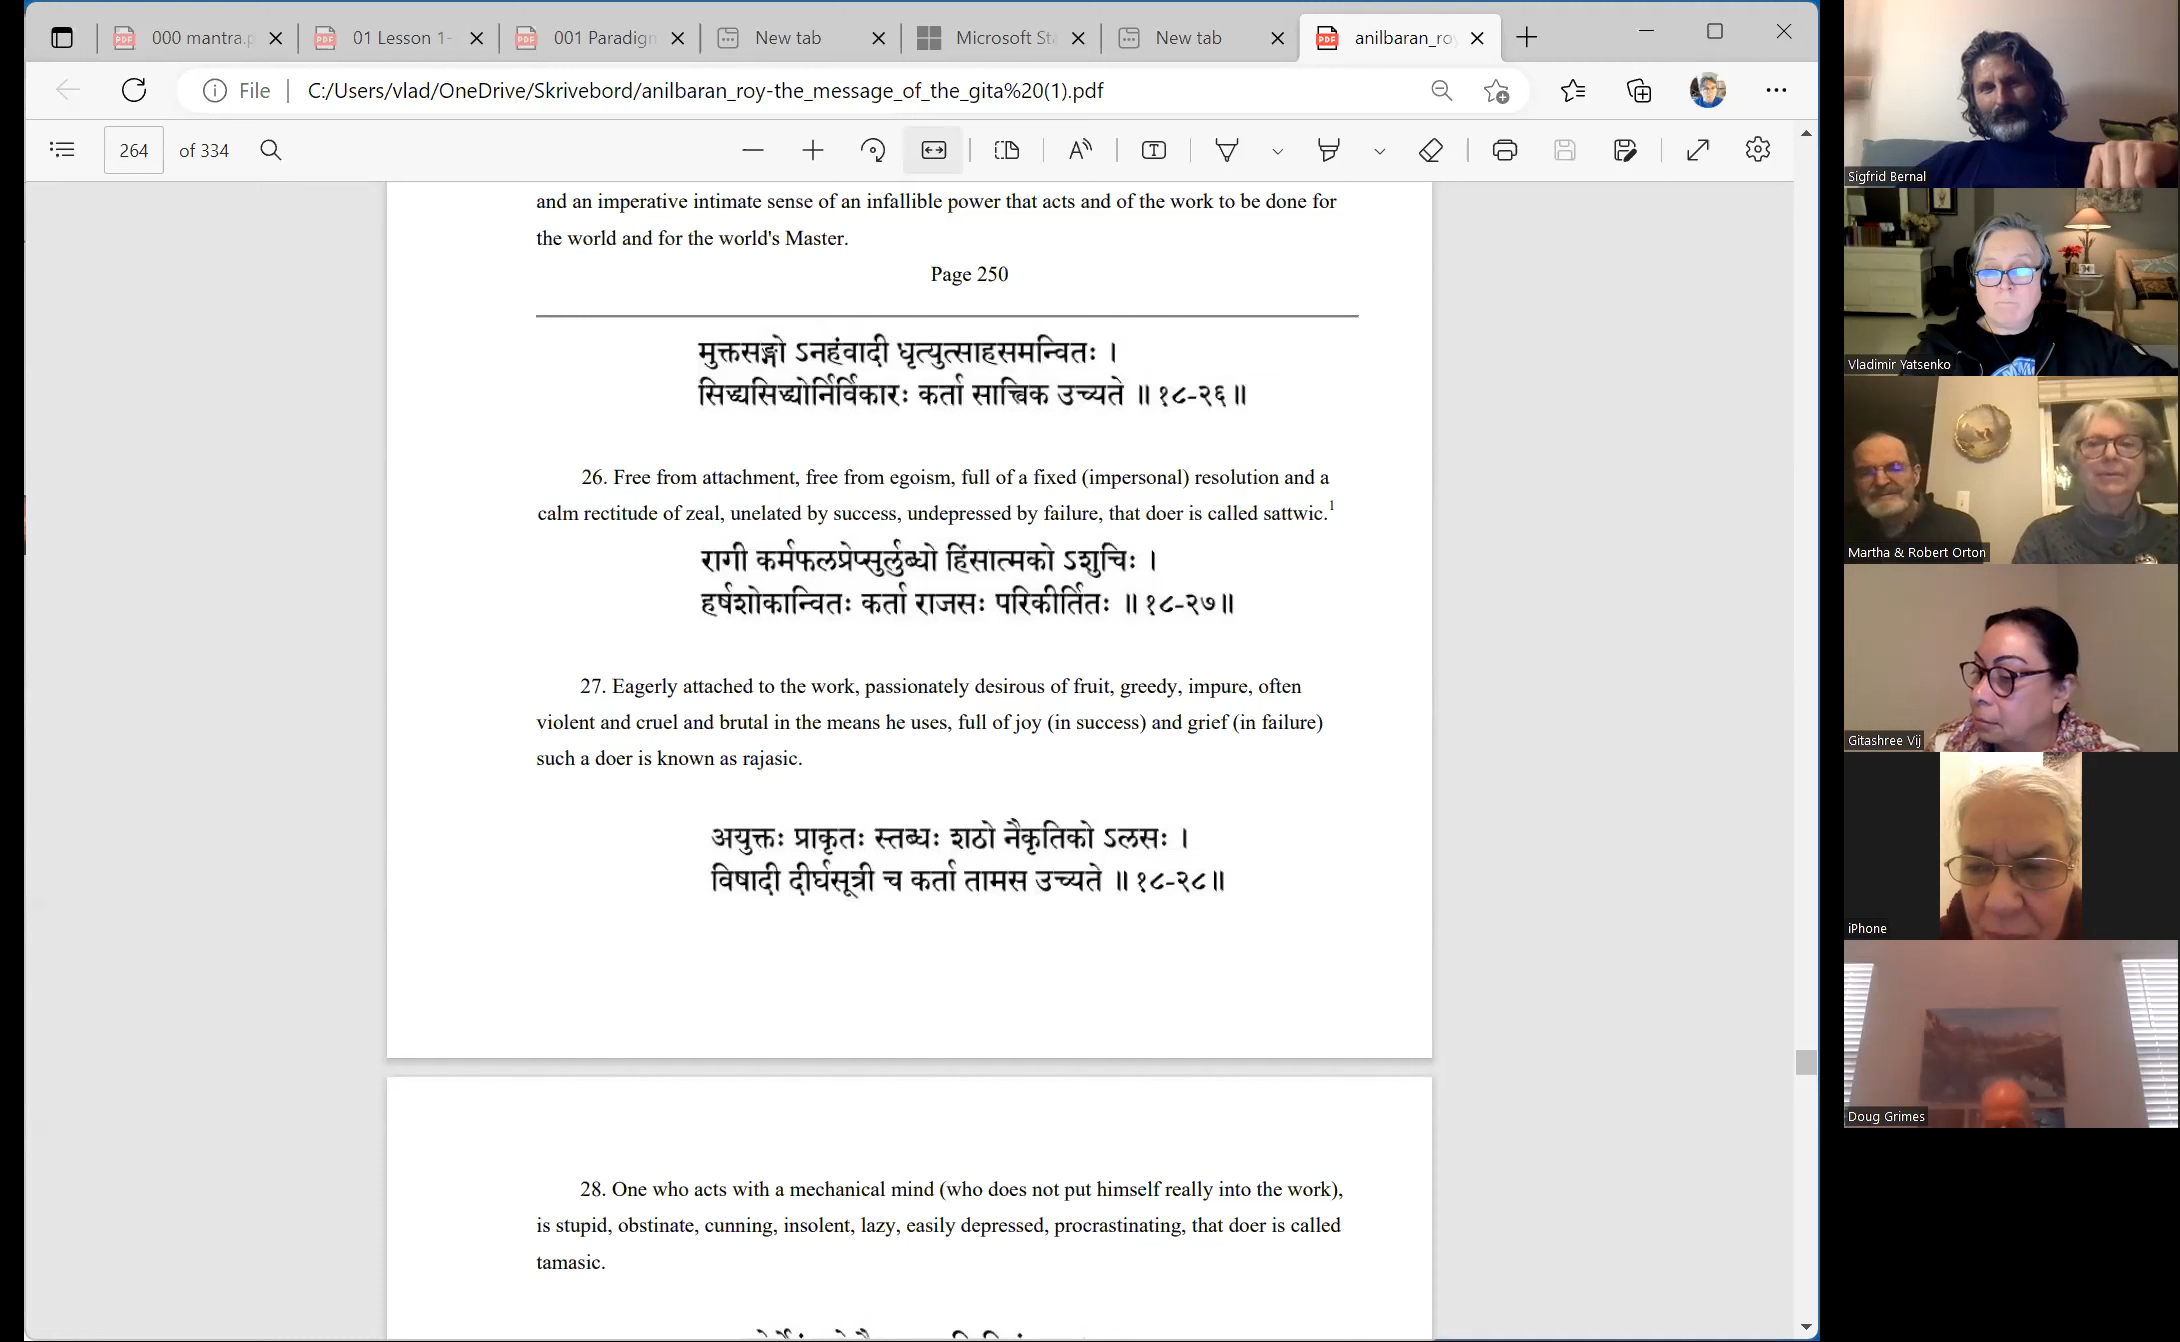 000 mantra.p
01 Lesson 1-
001 Paradign
New tab
Microsoft St
New tab
anilbaran_roy
File
C:/Users/vlad/OneDrive/Skrivebord/anilbaran_roy-the_message_of_the_gita%20(1).pdf
264 of 334
and an imperative intimate sense of an infallible power that acts and of the work to be done for
the world and for the world's Master.
Page 250
मुक्तसङ्गो ऽनहंवादी धृत्युत्साहसमन्वितः ।
सिद्ध्यसिद्ध्योर्निर्विकारः कर्ता सात्त्विक उच्यते ॥१८-२६॥
26. Free from attachment, free from egoism, full of a fixed (impersonal) resolution and a
calm rectitude of zeal, unelated by success, undepressed by failure, that doer is called sattwic.1
रागी कर्मफलप्रेप्सुर्लुब्धो हिंसात्मको ऽशुचिः ।
हर्षशोकान्वितः कर्ता राजसः परिकीर्तितः ॥१८-२७॥
27. Eagerly attached to the work, passionately desirous of fruit, greedy, impure, often
violent and cruel and brutal in the means he uses, full of joy (in success) and grief (in failure)
such a doer is known as rajasic.
अयुक्तः प्राकृतः स्तब्धः शठो नैकृतिको ऽलसः ।
विषादी दीर्घसूत्री च कर्ता तामस उच्यते ॥१८-२८॥
28. One who acts with a mechanical mind (who does not put himself really into the work),
is stupid, obstinate, cunning, insolent, lazy, easily depressed, procrastinating, that doer is called
tamasic.
Sigfrid Bernal
Vladimir Yatsenko
Martha & Robert Orton
Gitashree Vij
iPhone
Doug Grimes